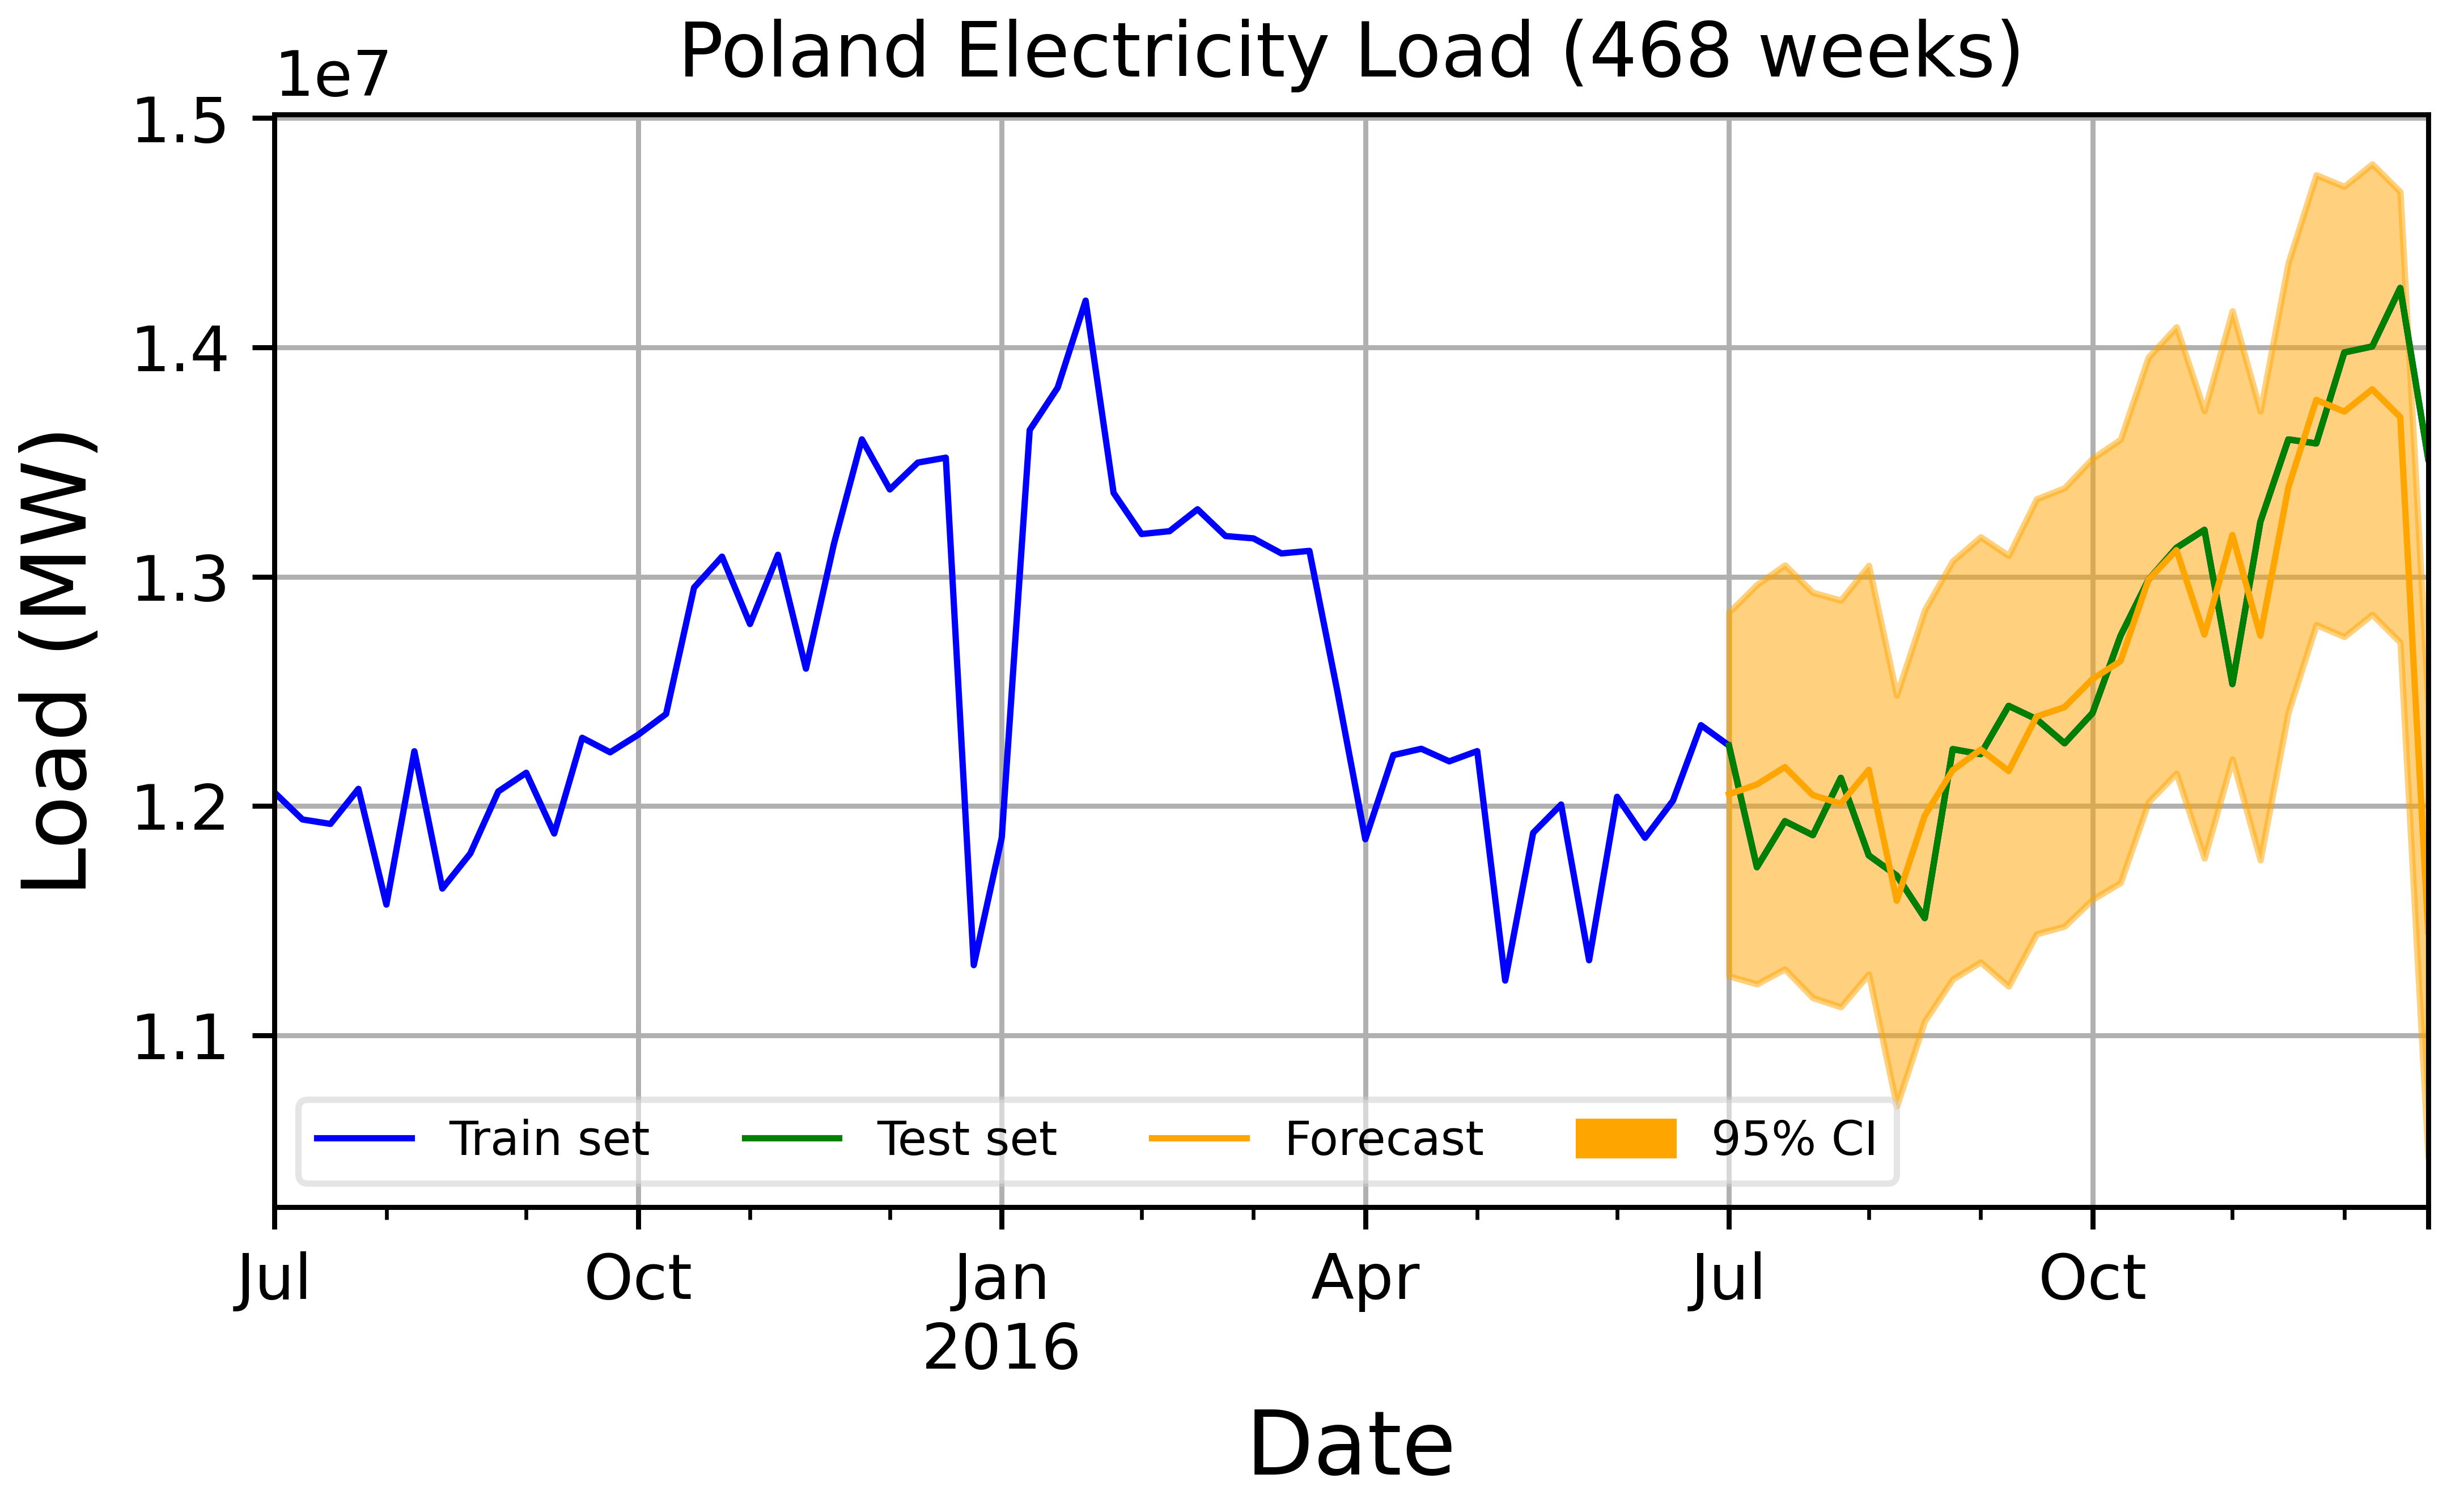 Poland Electricity Load (468 weeks)
1e7
1.5
1.4
1.3
1.2
1.1
Load (MW)
Train set
Test set
Forecast
95% CI
Jul
Oct
Jan
2016
Apr
Jul
Oct
Date